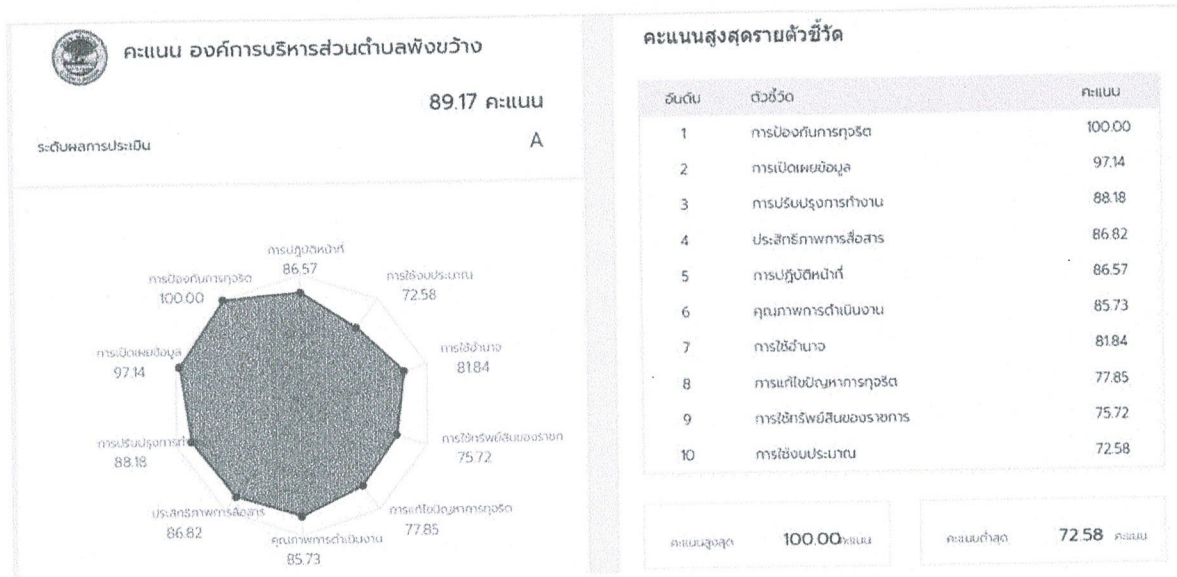 คะแนน องค์การบริหารส่วนตำบลพังขว้าง
89.17 คะแนน
ระดับผลการประเมิน
A
การปฏิบัติหน้าที่
86.57
การใช้งบประมาณ
72.58
การใช้อำนาจ
81.84
การใช้ทรัพย์สินของราชก
75.72
การแก้ไขปัญหาการทุจริต
77.85
คุณภาพการดำเนินงาน
85.73
ประสิทธิภาพการสื่อสาร
86.82
การปรับปรุงการทำ
88.18
การเปิดเผยข้อมูล
97.14
การป้องกันการทุจริต
100.00
คะแนนสูงสุดรายตัวชี้วัด
อันดับ ตัวชี้วัด คะแนน
1 การป้องกันการทุจริต 100.00
2 การเปิดเผยข้อมูล 97.14
3 การปรับปรุงการทำงาน 88.18
4 ประสิทธิภาพการสื่อสาร 86.82
5 การปฏิบัติหน้าที่ 86.57
6 คุณภาพการดำเนินงาน 85.73
7 การใช้อำนาจ 81.84
8 การแก้ไขปัญหาการทุจริต 77.85
9 การใช้ทรัพย์สินของราชการ 75.72
10 การใช้งบประมาณ 72.58
คะแนนสูงสุด 100.00 คะแนน
คะแนนต่ำสุด 72.58 คะแนน